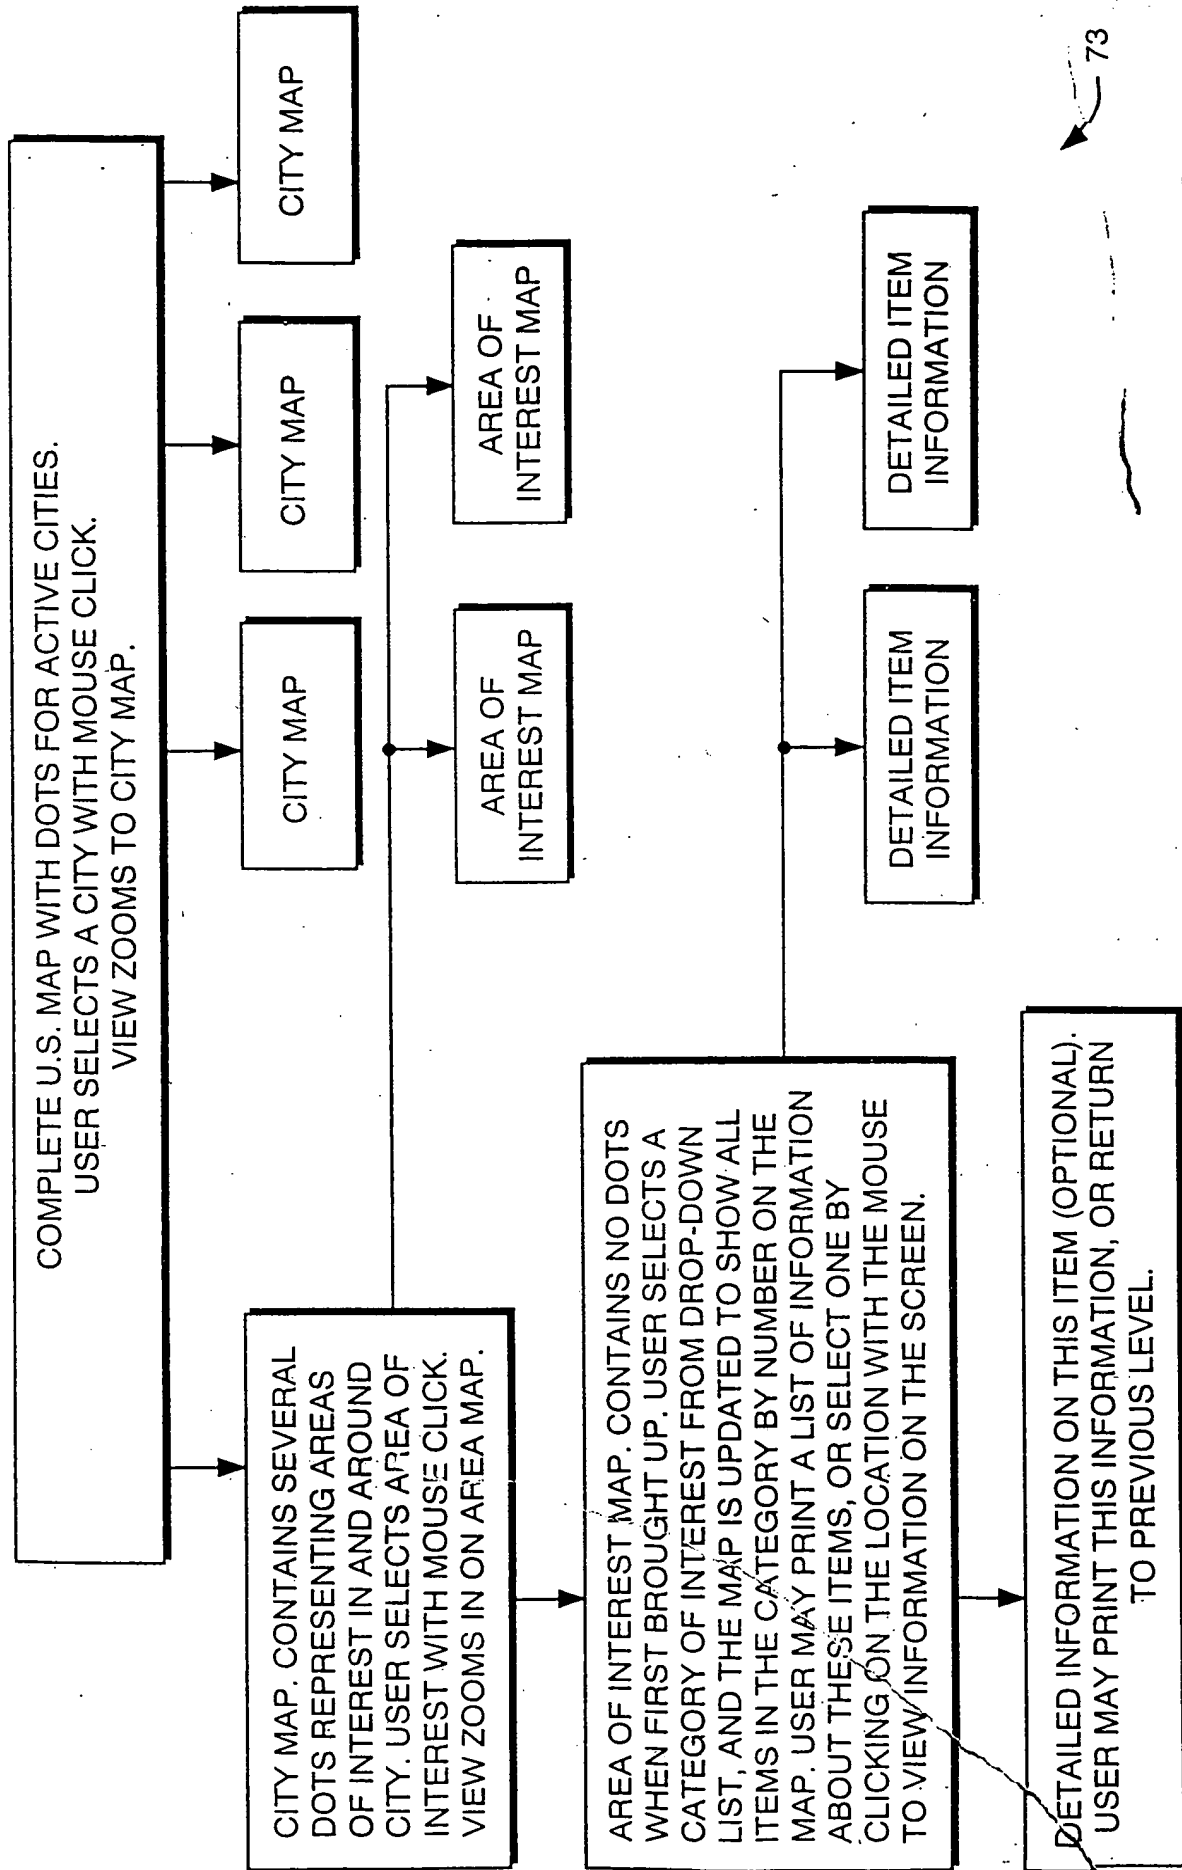 COMPLETE U.S. MAP WITH DOTS FOR ACTIVE CITIES.
USER SELECTS A CITY WITH MOUSE CLICK.
VIEW ZOOMS TO CITY MAP.
CITY MAP. CONTAINS SEVERAL
DOTS REPRESENTING AREAS
OF INTEREST IN AND AROUND
CITY. USER SELECTS AREA OF
INTEREST WITH MOUSE CLICK.
VIEW ZOOMS IN ON AREA MAP.
CITY MAP
CITY MAP
CITY MAP
AREA OF
INTEREST MAP
AREA OF
INTEREST MAP
AREA OF INTEREST MAP. CONTAINS NO DOTS
WHEN FIRST BROUGHT UP. USER SELECTS A
CATEGORY OF INTEREST FROM DROP-DOWN
LIST, AND THE MAP IS UPDATED TO SHOW ALL
ITEMS IN THE CATEGORY BY NUMBER ON THE
MAP. USER MAY PRINT A LIST OF INFORMATION
ABOUT THESE ITEMS, OR SELECT ONE BY
CLICKING ON THE LOCATION WITH THE MOUSE
TO VIEW INFORMATION ON THE SCREEN.
DETAILED ITEM
INFORMATION
DETAILED ITEM
INFORMATION
DETAILED INFORMATION ON THIS ITEM (OPTIONAL).
USER MAY PRINT THIS INFORMATION, OR RETURN
TO PREVIOUS LEVEL.
73